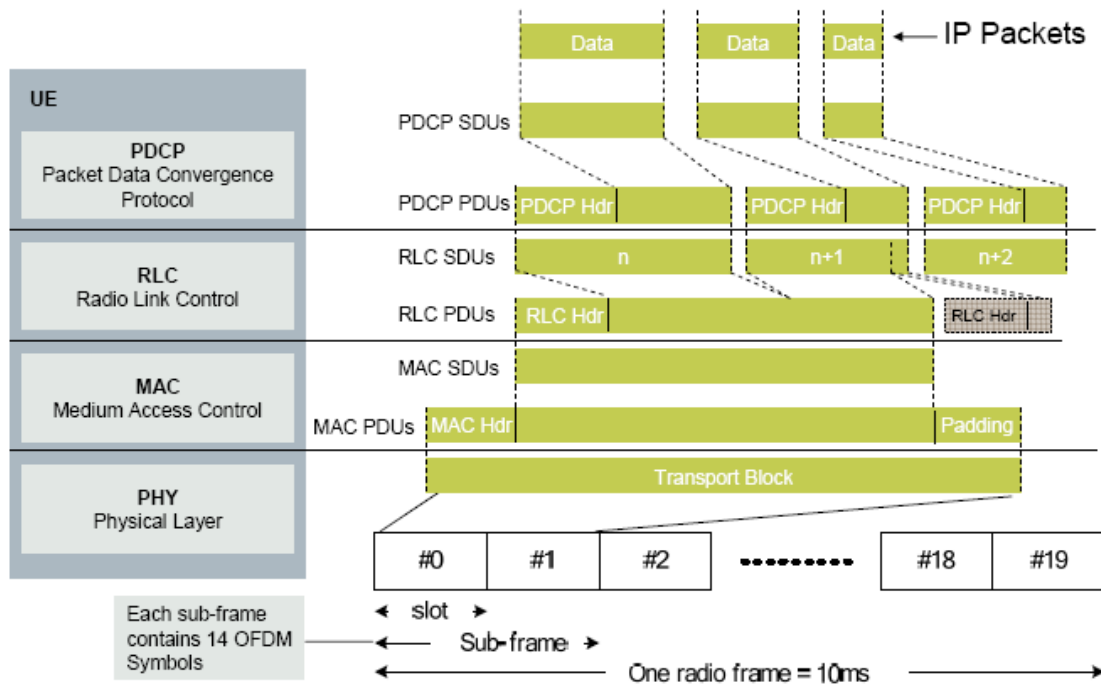 Data Data Data IP Packets
UE
PDCP SDUs
PDCP
Packet Data Convergence
Protocol
PDCP PDUs PDCP Hdr PDCP Hdr PDCP Hdr
RLC SDUs n n+1 n+2
RLC
Radio Link Control
RLC PDUs RLC Hdr RLC Hdr
MAC SDUs
MAC
Medium Access Control
MAC PDUs MAC Hdr Padding
Transport Block
PHY
Physical Layer
#0 #1 #2 #18 #19
slot
Each sub-frame
contains 14 OFDM
Symbols
Sub-frame
One radio frame = 10ms